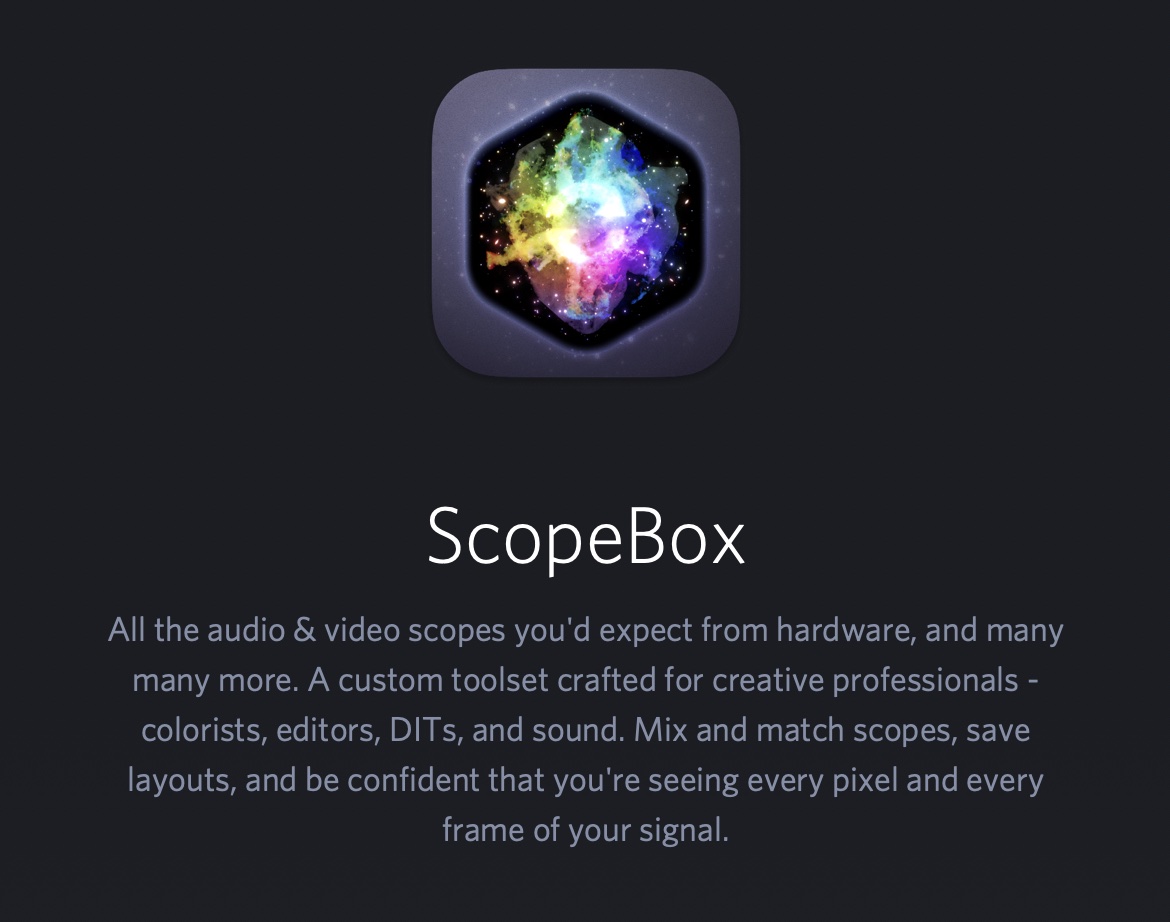 ScopeBox
All the audio & video scopes you'd expect from hardware, and many
many more. A custom toolset crafted for creative professionals -
colorists, editors, DITs, and sound. Mix and match scopes, save
layouts, and be confident that you're seeing every pixel and every
frame of your signal.